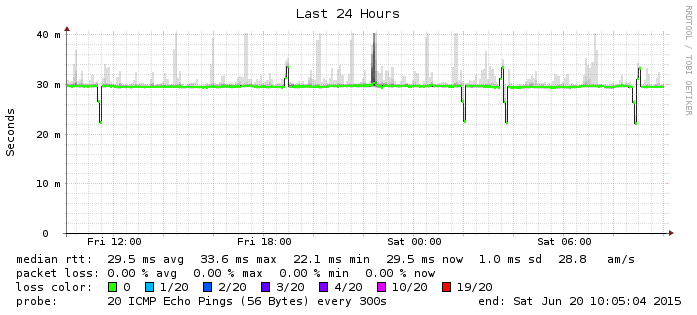 Last 24 Hours
RRDTOOL / TOBI OETIKER
Seconds
40 m
30 m
20 m
10 m
0
Fri 12:00 Fri 18:00 Sat 00:00 Sat 06:00
median rtt: 29.5 ms avg 33.6 ms max 22.1 ms min 29.5 ms now 1.0 ms sd 28.8 am/s
packet loss: 0.00 % avg 0.00 % max 0.00 % min 0.00 % now
loss color: 0 1/20 2/20 3/20 4/20 10/20 19/20
probe: 20 ICMP Echo Pings (56 Bytes) every 300s end: Sat Jun 20 10:05:04 2015